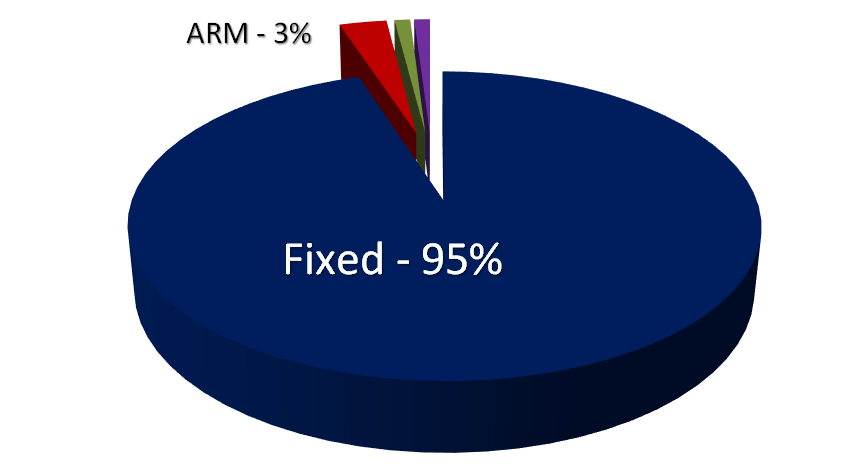 ARM - 3%
Fixed - 95%